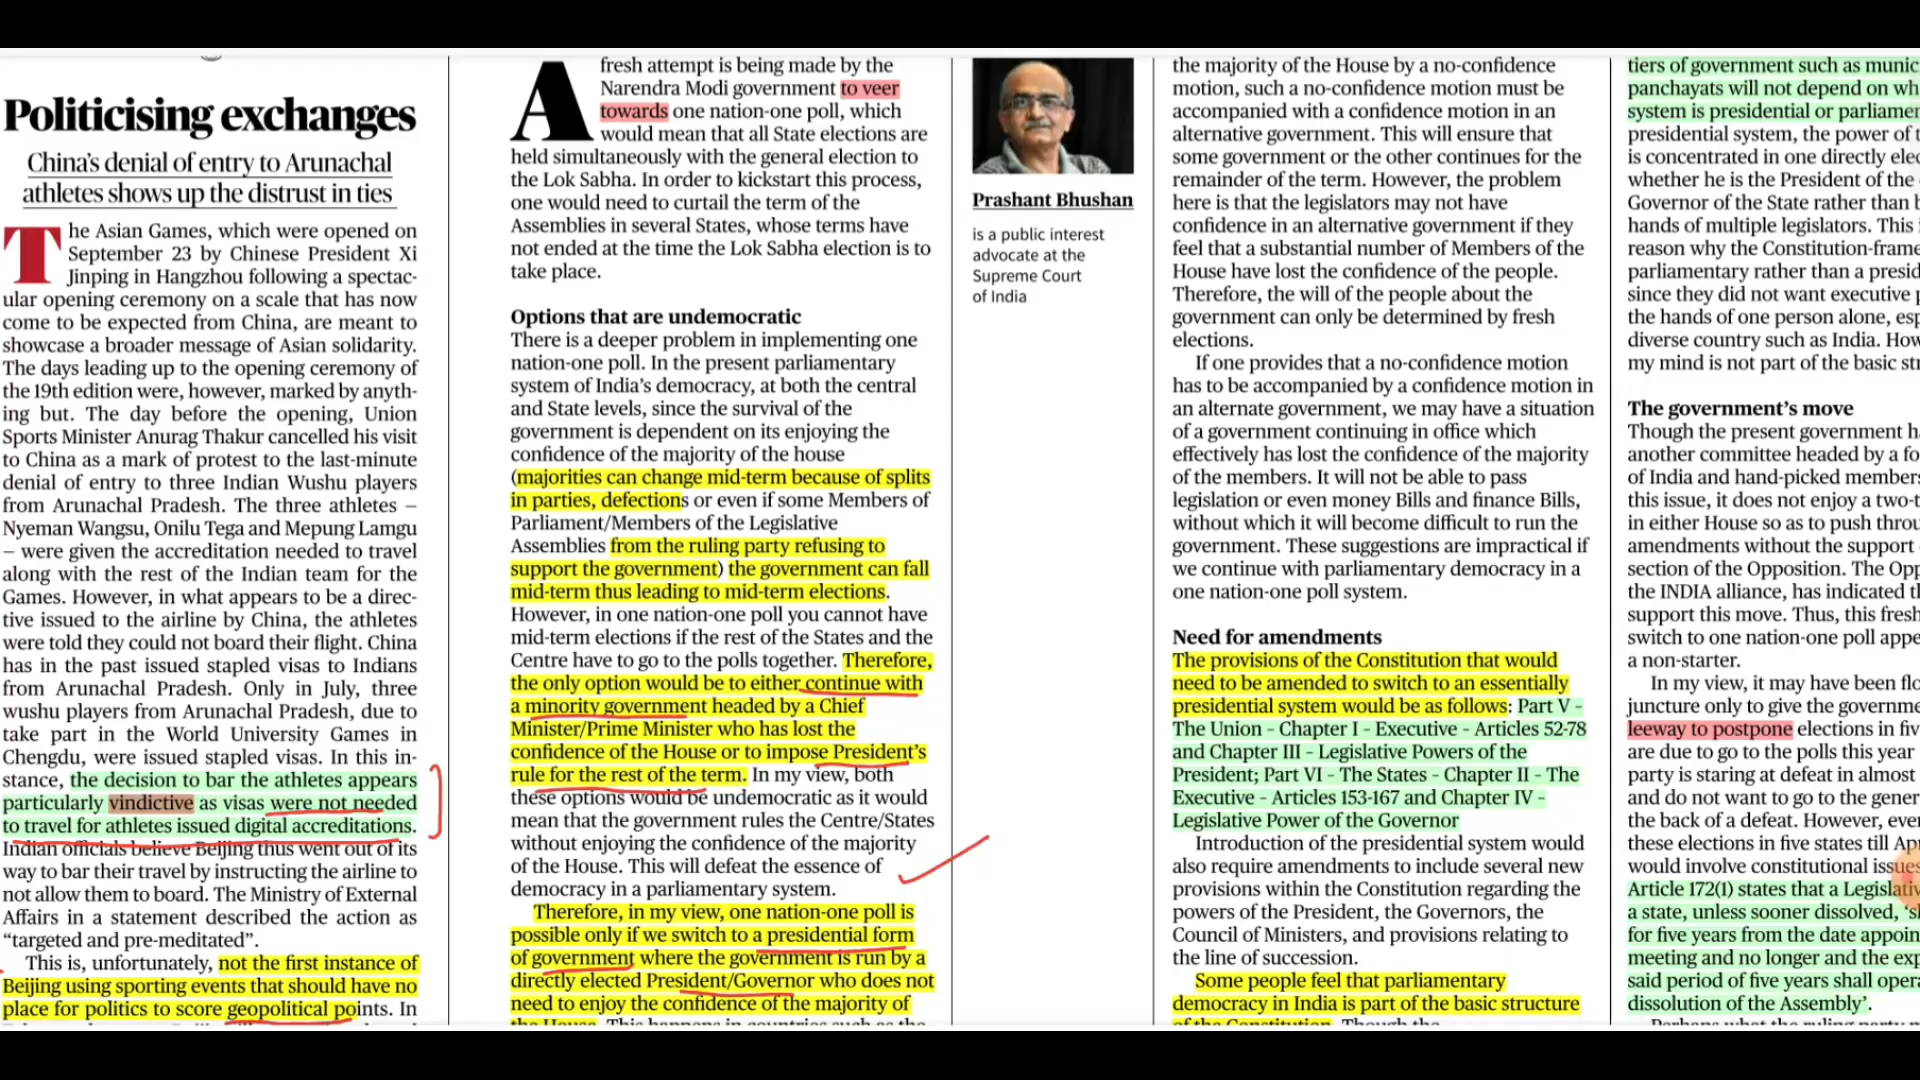 Politicising exchanges
China's denial of entry to Arunachal
athletes shows up the distrust in ties
The Asian Games, which were opened on
September 23 by Chinese President Xi
Jinping in Hangzhou following a spectac-
ular opening ceremony on a scale that has now
come to be expected from China, are meant to
showcase a broader message of Asian solidarity.
The days leading up to the opening ceremony of
the 19th edition were, however, marked by anyth-
ing but. The day before the opening, Union
Sports Minister Anurag Thakur cancelled his visit
to China as a mark of protest to the last-minute
denial of entry to three Indian Wushu players
from Arunachal Pradesh. The three athletes –
Nyeman Wangsu, Onilu Tega and Mepung Lamgu
– were given the accreditation needed to travel
along with the rest of the Indian team for the
Games. However, in what appears to be a direc-
tive issued to the airline by China, the athletes
were told they could not board their flight. China
has in the past issued stapled visas to Indians
from Arunachal Pradesh. Only in July, three
wushu players from Arunachal Pradesh, due to
take part in the World University Games in
Chengdu, were issued stapled visas. In this in-
stance, the decision to bar the athletes appears
particularly vindictive as visas were not needed
to travel for athletes issued digital accreditations.
Indian officials believe Beijing thus went out of its
way to bar their travel by instructing the airline to
not allow them to board. The Ministry of External
Affairs in a statement described the action as
“targeted and pre-meditated”.
This is, unfortunately, not the first instance of
Beijing using sporting events that should have no
place for politics to score geopolitical points. In
A fresh attempt is being made by the
Narendra Modi government to veer
towards one nation-one poll, which
would mean that all State elections are
held simultaneously with the general election to
the Lok Sabha. In order to kickstart this process,
one would need to curtail the term of the
Assemblies in several States, whose terms have
not ended at the time the Lok Sabha election is to
take place.
Options that are undemocratic
There is a deeper problem in implementing one
nation-one poll. In the present parliamentary
system of India's democracy, at both the central
and State levels, since the survival of the
government is dependent on its enjoying the
confidence of the majority of the house
(majorities can change mid-term because of splits
in parties, defections or even if some Members of
Parliament/Members of the Legislative
Assemblies from the ruling party refusing to
support the government) the government can fall
mid-term thus leading to mid-term elections.
However, in one nation-one poll you cannot have
mid-term elections if the rest of the States and the
Centre have to go to the polls together. Therefore,
the only option would be to either continue with
a minority government headed by a Chief
Minister/Prime Minister who has lost the
confidence of the House or to impose President's
rule for the rest of the term. In my view, both
these options would be undemocratic as it would
mean that the government rules the Centre/States
without enjoying the confidence of the majority
of the House. This will defeat the essence of
democracy in a parliamentary system.
Therefore, in my view, one nation-one poll is
possible only if we switch to a presidential form
of government where the government is run by a
directly elected President/Governor who does not
need to enjoy the confidence of the majority of
the House. This happens in countries such as the
Prashant Bhushan
is a public interest
advocate at the
Supreme Court
of India
the majority of the House by a no-confidence
motion, such a no-confidence motion must be
accompanied with a confidence motion in an
alternative government. This will ensure that
some government or the other continues for the
remainder of the term. However, the problem
here is that the legislators may not have
confidence in an alternative government if they
feel that a substantial number of Members of the
House have lost the confidence of the people.
Therefore, the will of the people about the
government can only be determined by fresh
elections.
If one provides that a no-confidence motion
has to be accompanied by a confidence motion in
an alternate government, we may have a situation
of a government continuing in office which
effectively has lost the confidence of the majority
of the members. It will not be able to pass
legislation or even money Bills and finance Bills,
without which it will become difficult to run the
government. These suggestions are impractical if
we continue with parliamentary democracy in a
one nation-one poll system.
Need for amendments
The provisions of the Constitution that would
need to be amended to switch to an essentially
presidential system would be as follows: Part V –
The Union – Chapter I – Executive – Articles 52-78
and Chapter III – Legislative Powers of the
President; Part VI – The States – Chapter II – The
Executive – Articles 153-167 and Chapter IV –
Legislative Power of the Governor
Introduction of the presidential system would
also require amendments to include several new
provisions within the Constitution regarding the
powers of the President, the Governors, the
Council of Ministers, and provisions relating to
the line of succession.
Some people feel that parliamentary
democracy in India is part of the basic structure
of the Constitution. Though the
tiers of government such as munic
panchayats will not depend on wh
system is presidential or parliamen
presidential system, the power of t
is concentrated in one directly elec
whether he is the President of the
Governor of the State rather than
hands of multiple legislators. This
reason why the Constitution-frame
parliamentary rather than a presid
since they did not want executive p
the hands of one person alone, esp
diverse country such as India. How
my mind is not part of the basic str
The government's move
Though the present government ha
another committee headed by a fo
of India and hand-picked members
this issue, it does not enjoy a two-t
in either House so as to push throu
amendments without the support
section of the Opposition. The Opp
the INDIA alliance, has indicated th
support this move. Thus, this fresh
switch to one nation-one poll appe
a non-starter.
In my view, it may have been flo
juncture only to give the governme
leeway to postpone elections in fiv
are due to go to the polls this year
party is staring at defeat in almost
and do not want to go to the gener
the back of a defeat. However, eve
these elections in five states till Ap
would involve constitutional issues
Article 172(1) states that a Legislativ
a state, unless sooner dissolved, ‘s
for five years from the date appoin
meeting and no longer and the exp
said period of five years shall opera
dissolution of the Assembly’.
Perhaps what the ruling party